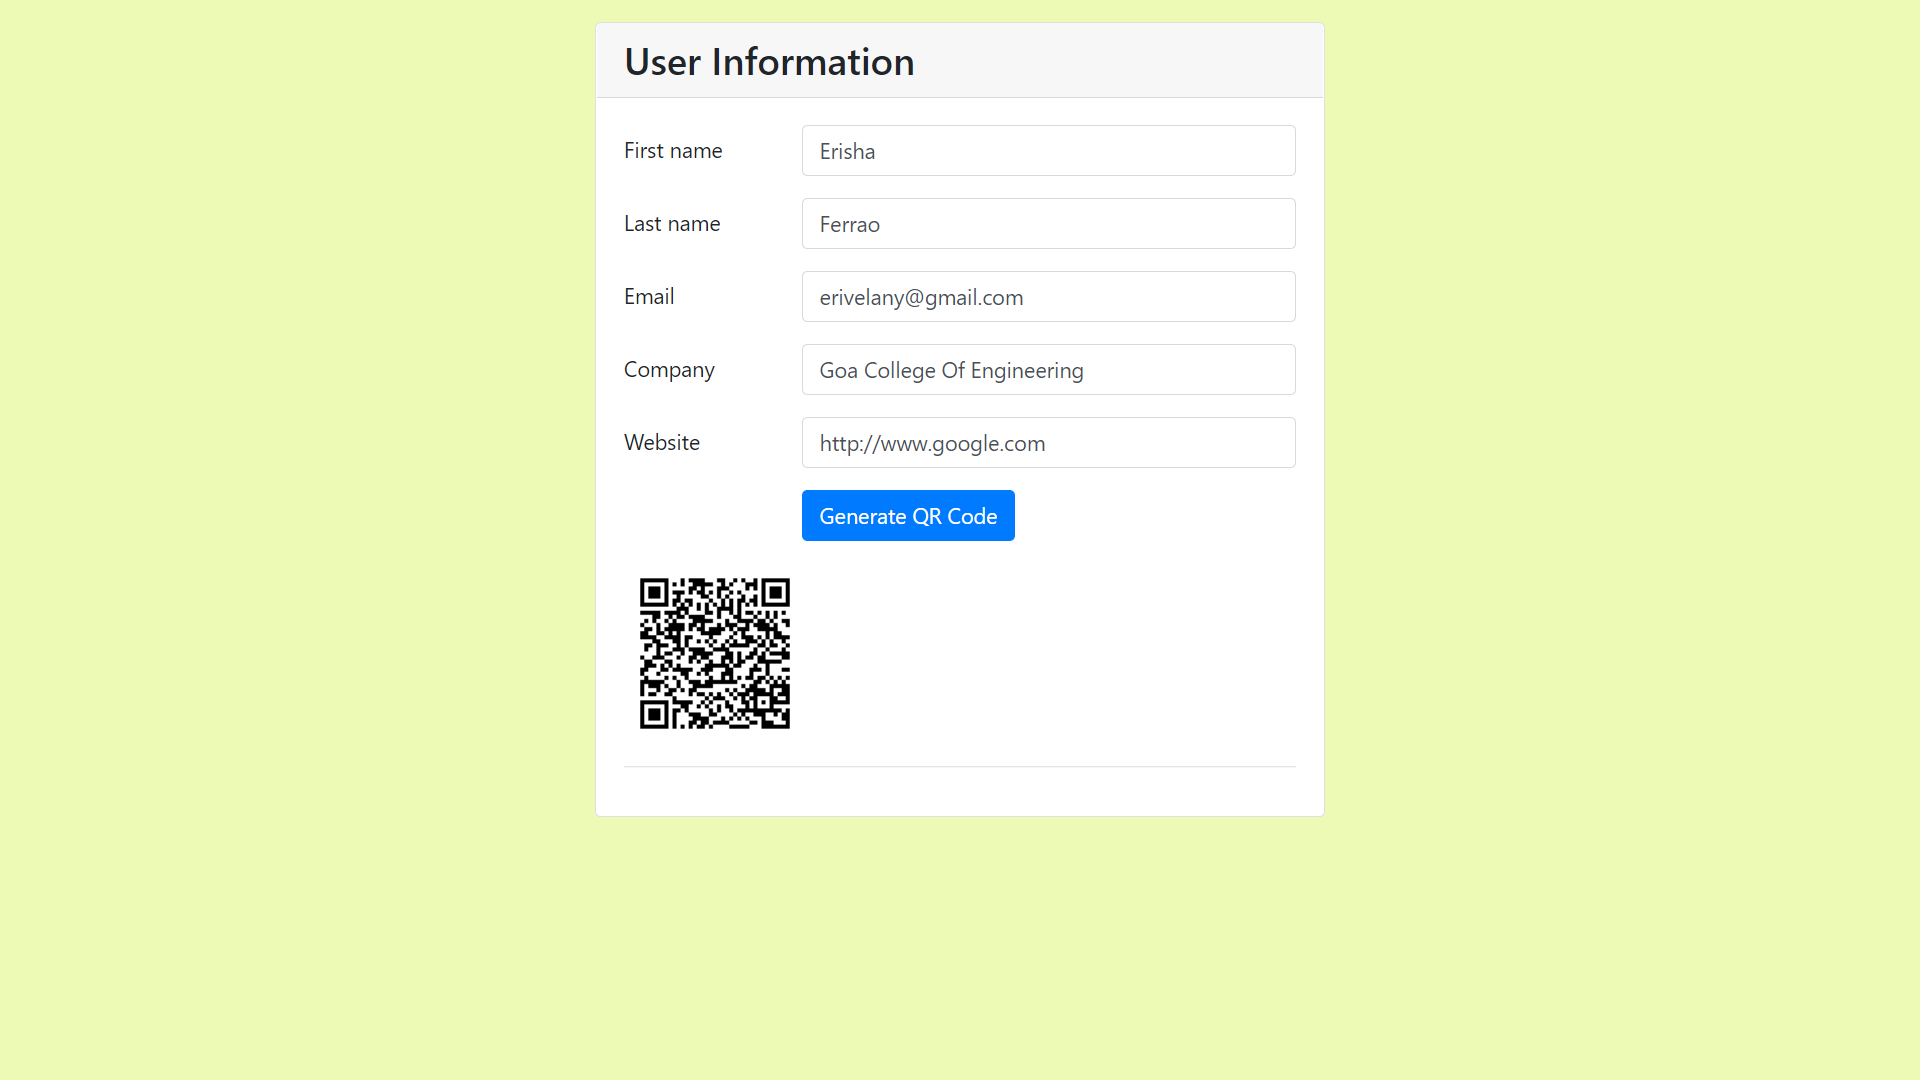 User Information
First name
Erisha
Last name
Ferrao
Email
erivelany@gmail.com
Company
Goa College Of Engineering
Website
http://www.google.com
Generate QR Code